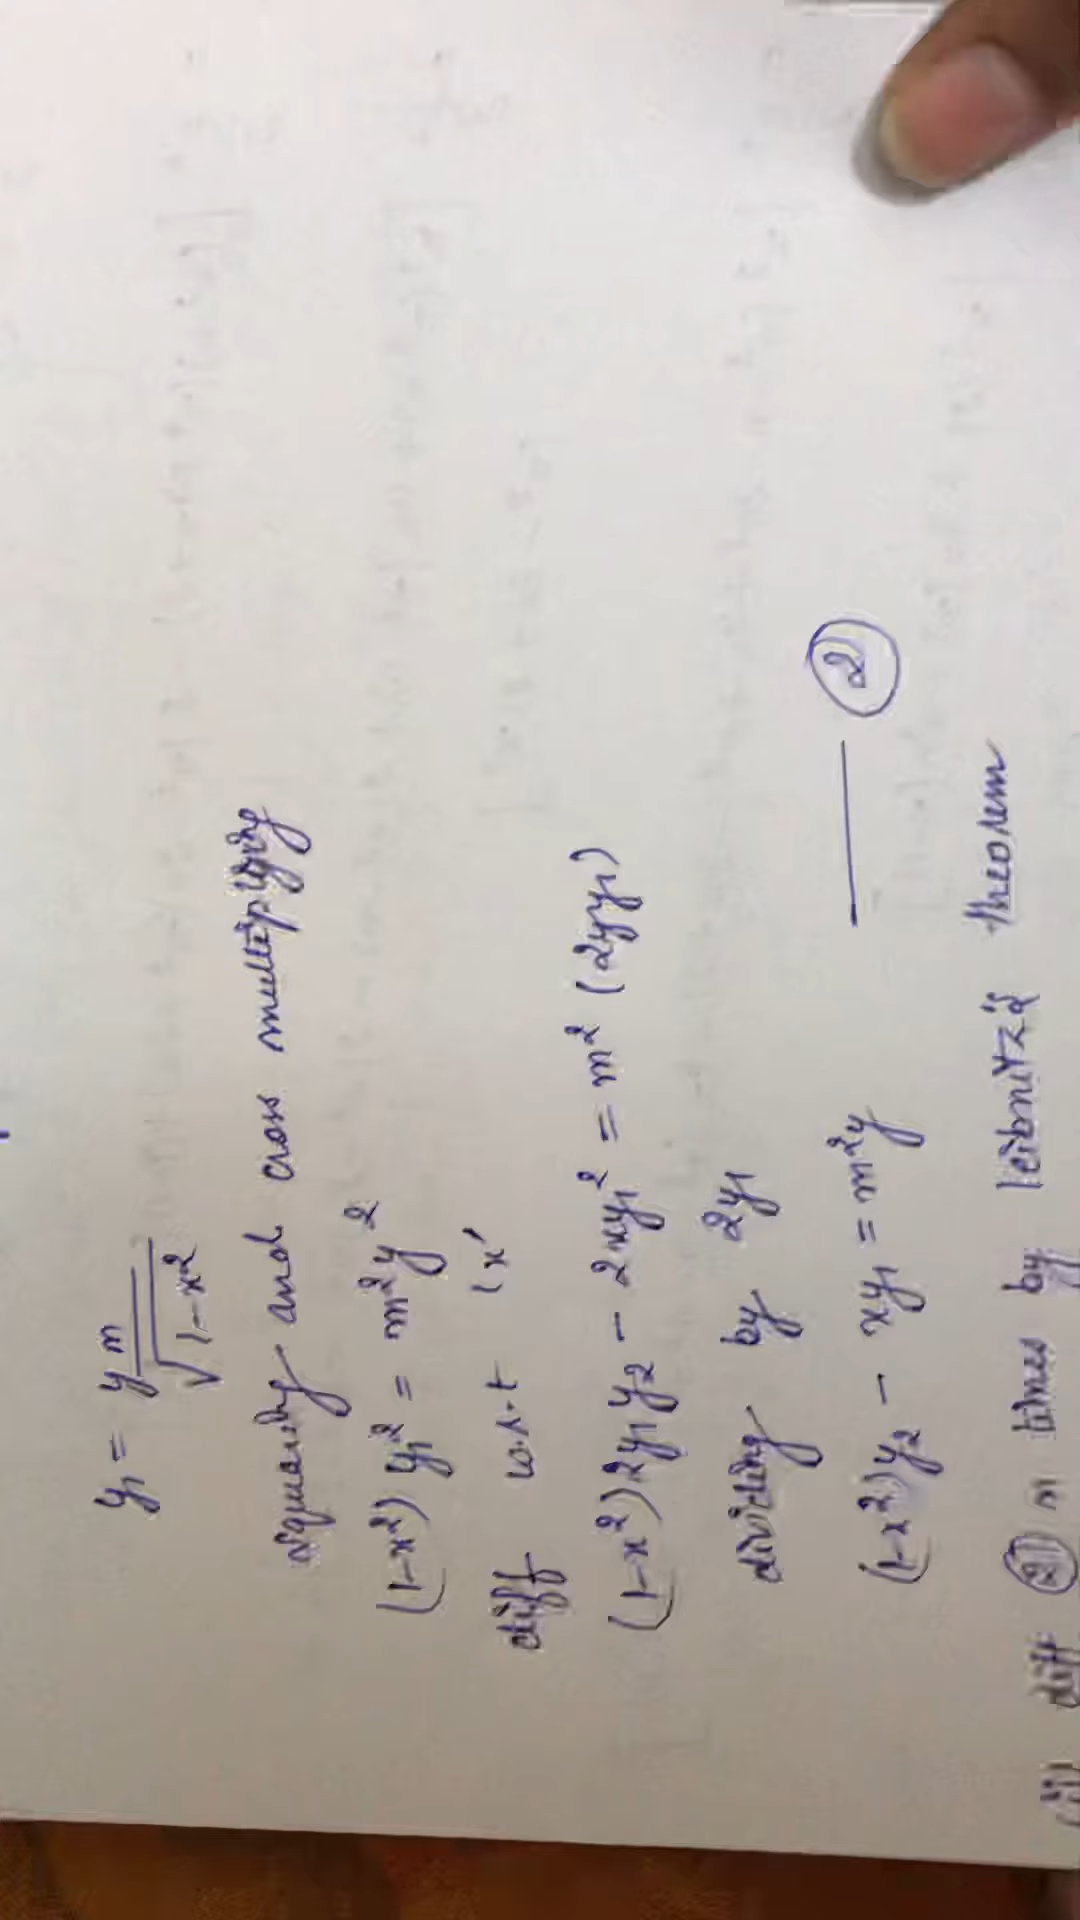 y₁ = y m / √1-x²
squaring and cross multiplying
(1-x²) y₁² = m²y²
diff w.r.t 'x'
(1-x²)2y₁y₂ - 2xy₁² = m² (2yy₁)
dividing by 2y₁
(1-x²)y₂ - xy₁ = m²y — ②
diff ② n times by leibnitz's theorem